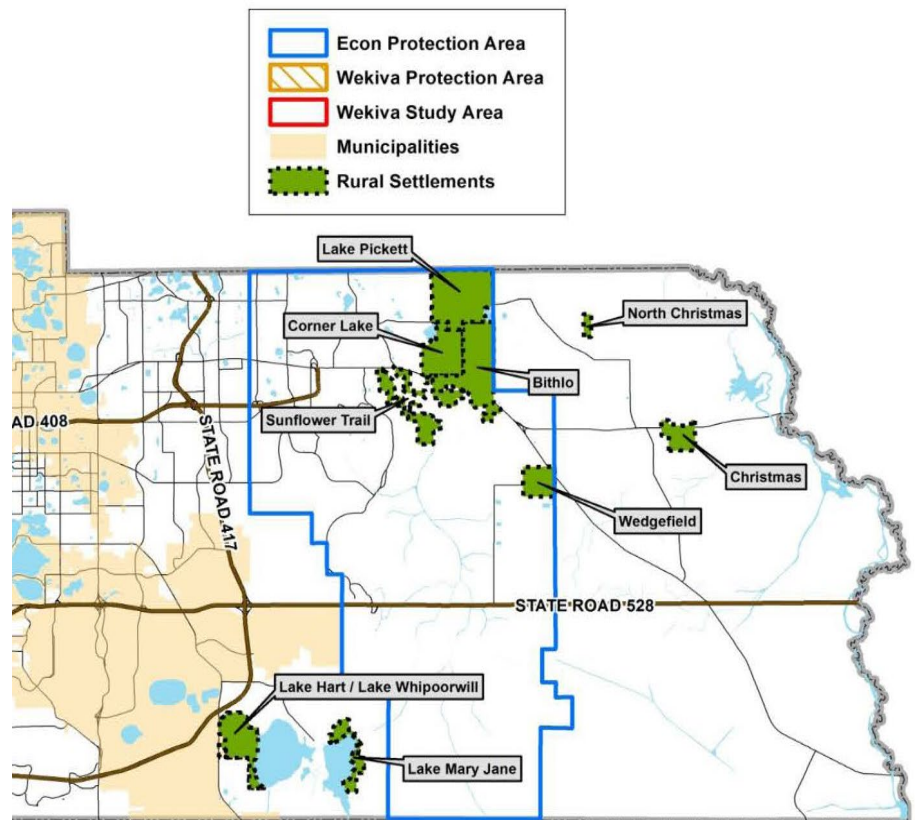 Econ Protection Area
Wekiva Protection Area
Wekiva Study Area
Municipalities
Rural Settlements
Lake Pickett
North Christmas
Corner Lake
Bithlo
AD 408
Sunflower Trail
STATE ROAD 417
Christmas
Wedgefield
STATE ROAD 528
Lake Hart / Lake Whipoorwill
Lake Mary Jane